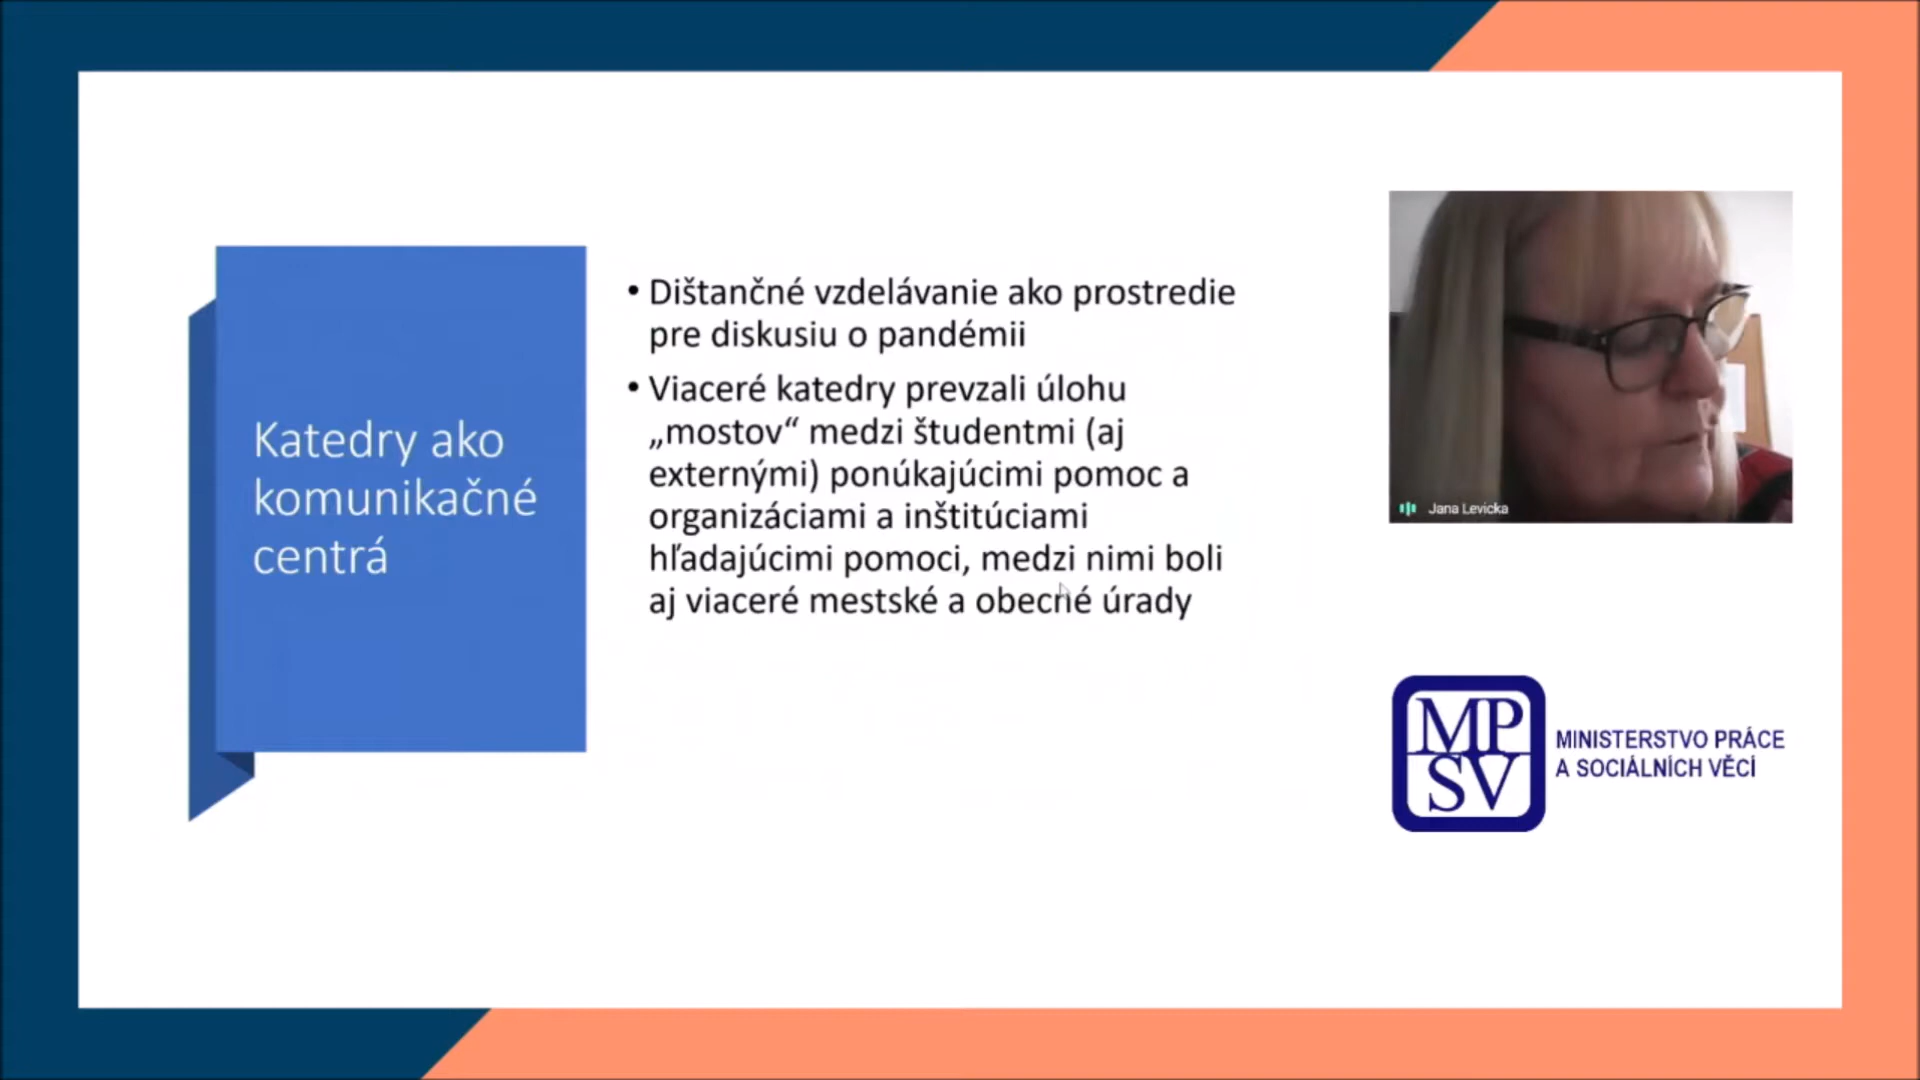 Katedry ako
komunikačné
centrá
• Dištančné vzdelávanie ako prostredie
pre diskusiu o pandémii
• Viaceré katedry prevzali úlohu
„mostov“ medzi študentmi (aj
externými) ponúkajúcimi pomoc a
organizáciami a inštitúciami
hľadajúcimi pomoci, medzi nimi boli
aj viaceré mestské a obecné úrady
Jana Levicka
MP
SV
MINISTERSTVO PRÁCE
A SOCIÁLNÍCH VĚCÍ